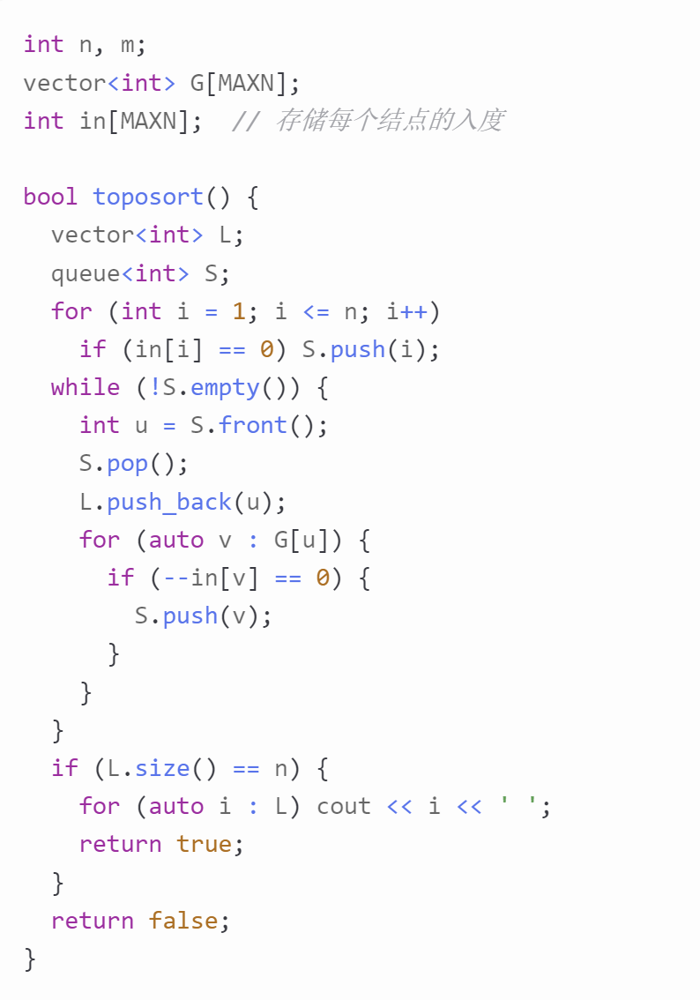 int n, m;
vector<int> G[MAXN];
int in[MAXN];  // 存储每个结点的入度

bool toposort() {
  vector<int> L;
  queue<int> S;
  for (int i = 1; i <= n; i++)
    if (in[i] == 0) S.push(i);
  while (!S.empty()) {
    int u = S.front();
    S.pop();
    L.push_back(u);
    for (auto v : G[u]) {
      if (--in[v] == 0) {
        S.push(v);
      }
    }
  }
  if (L.size() == n) {
    for (auto i : L) cout << i << ' ';
    return true;
  }
  return false;
}